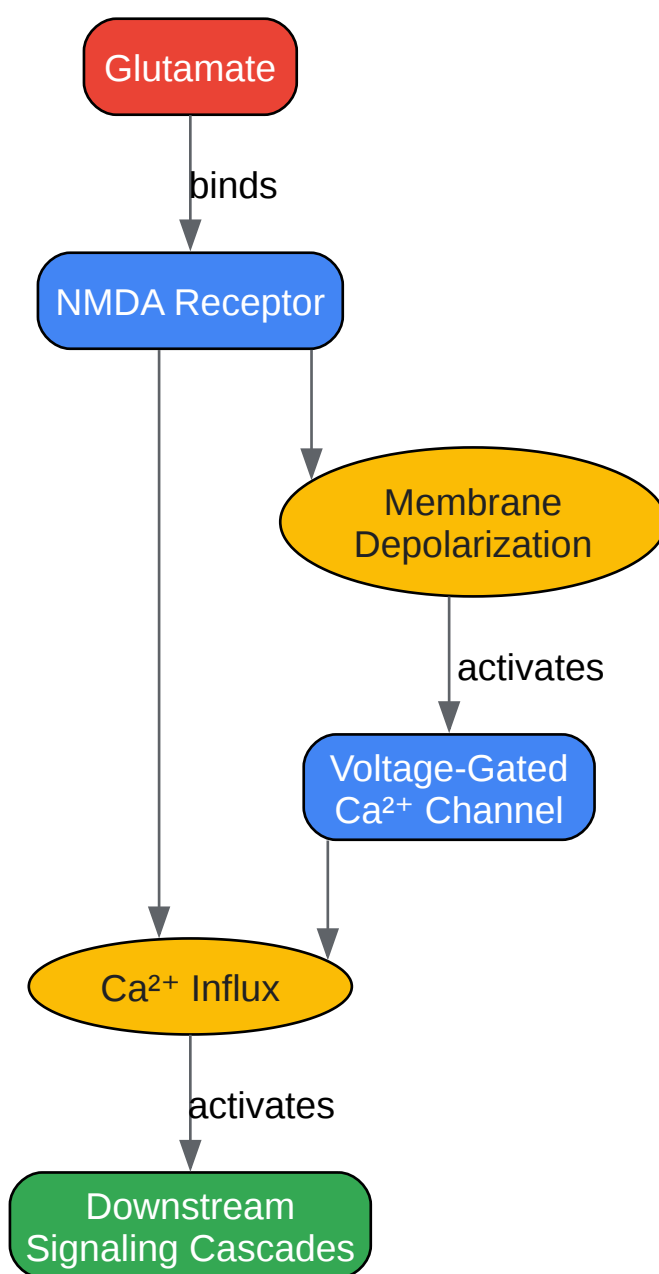 Glutamate
binds
NMDA Receptor
Membrane
Depolarization
activates
Voltage-Gated
Ca²⁺ Channel
Ca²⁺ Influx
activates
Downstream
Signaling Cascades